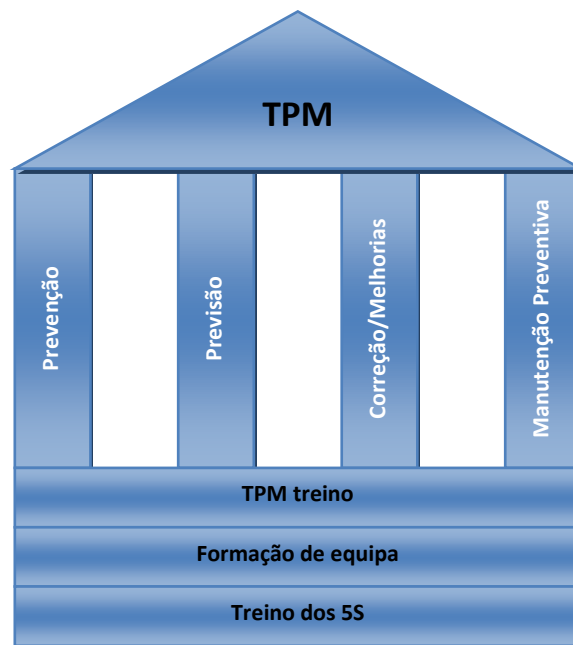 TPM
Prevenção
Previsão
Correção/Melhorias
Manutenção Preventiva
TPM treino
Formação de equipa
Treino dos 5S